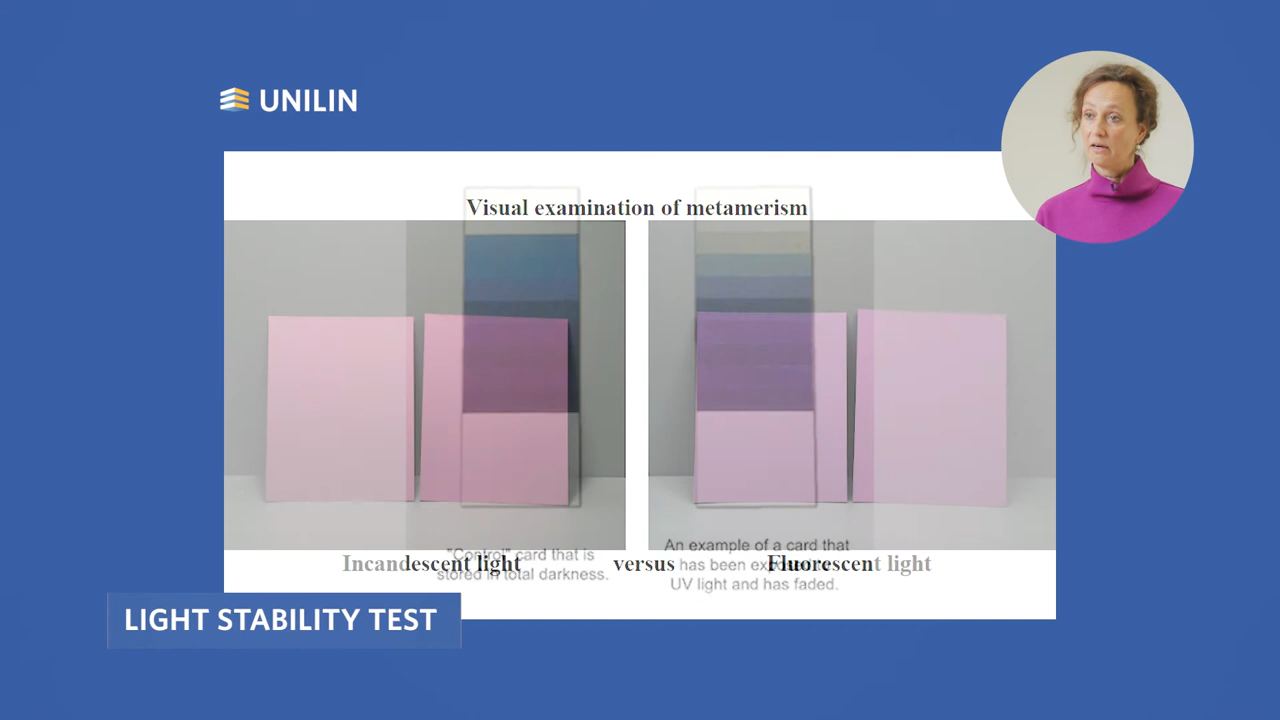 UNILIN
Visual examination of metamerism
"Control" card that is
stored in total darkness.
An example of a card that
has been exposed to
UV light and has faded.
Incandescent light versus Fluorescent light
LIGHT STABILITY TEST